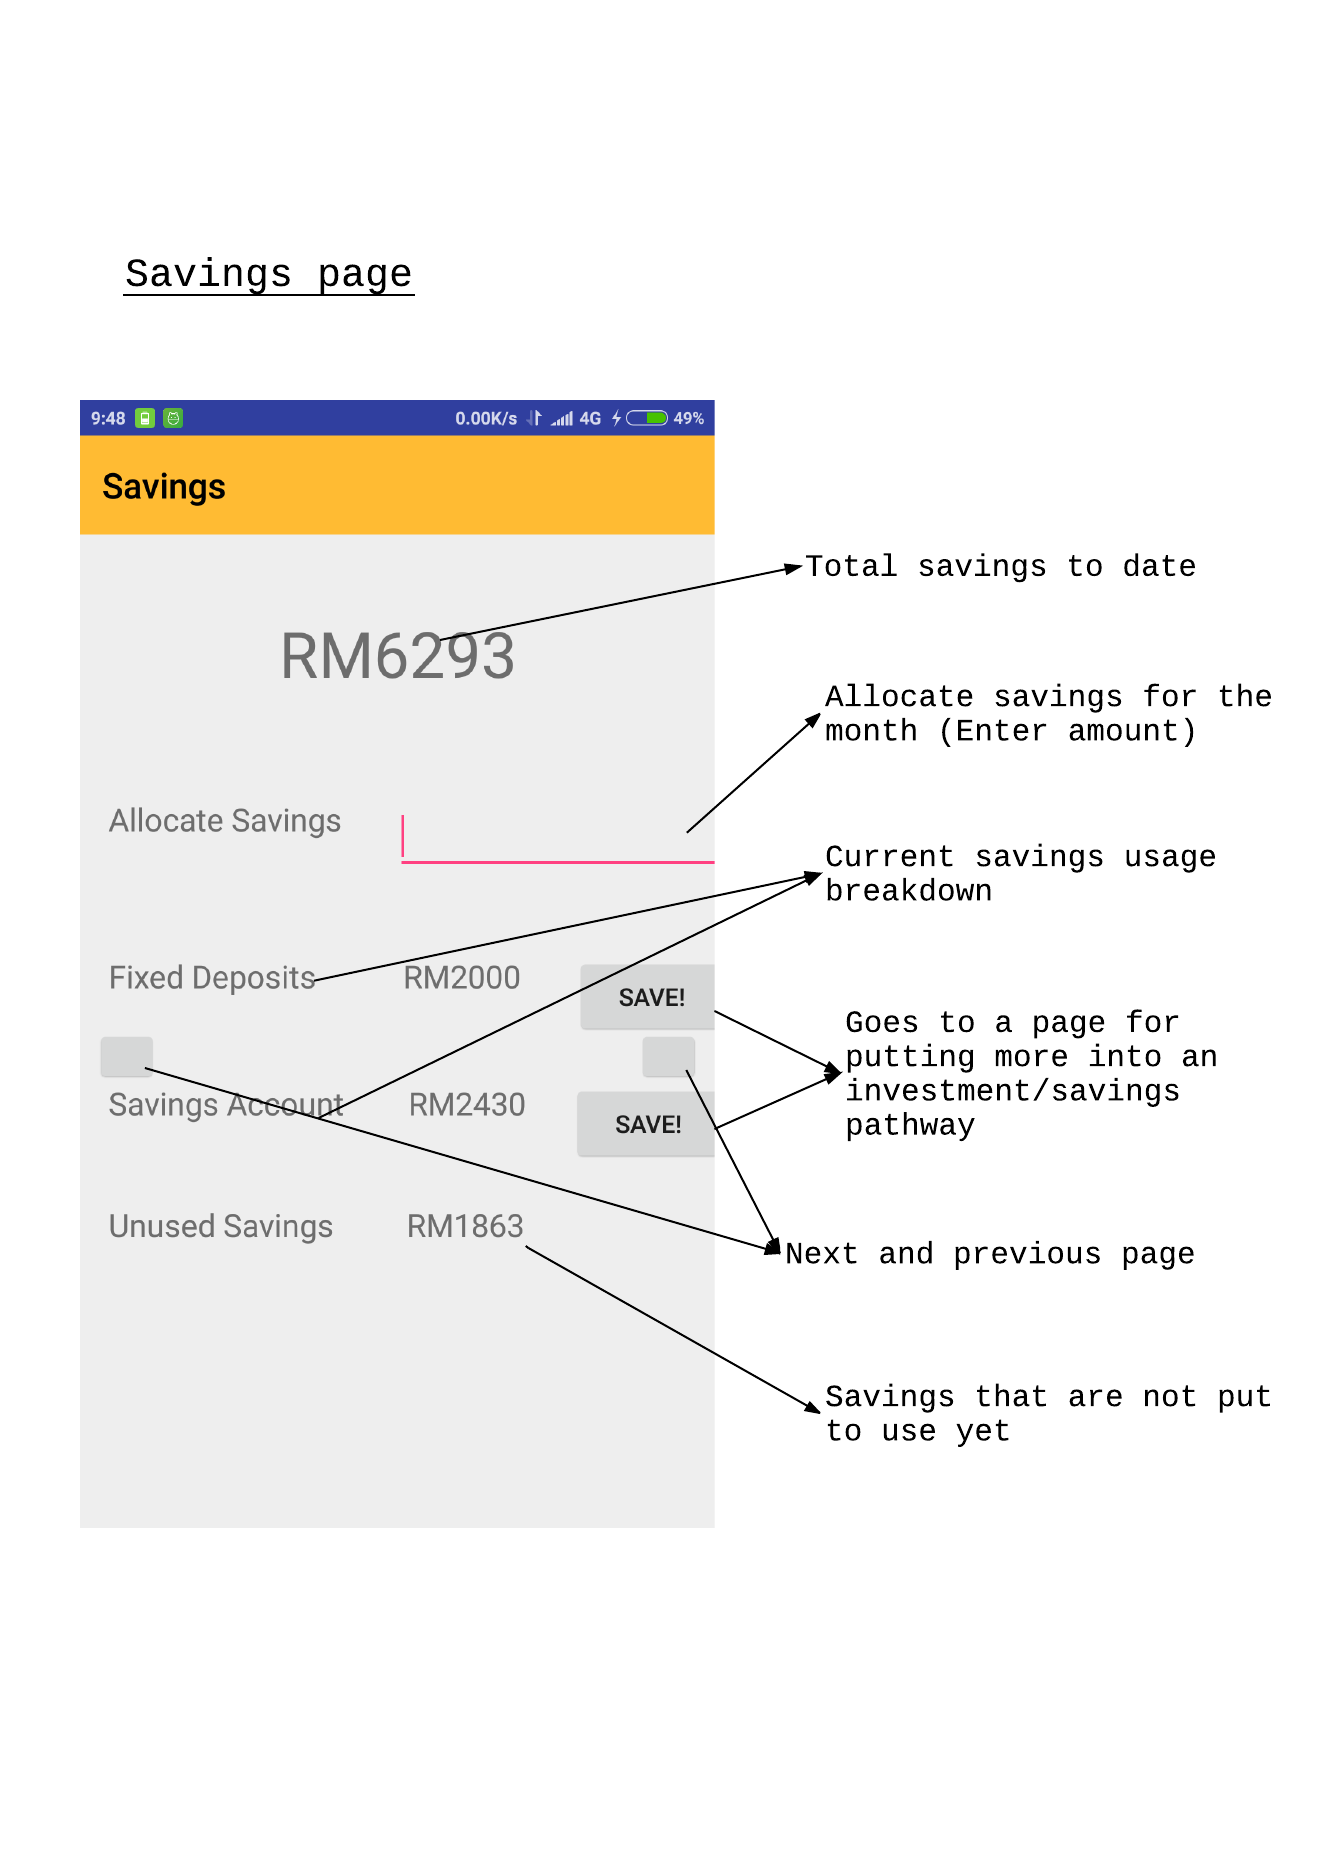 Savings page
9:48 0.00K/s 4G 49%
Savings
Total savings to date
RM6293
Allocate savings for the
month (Enter amount)
Allocate Savings
Current savings usage
breakdown
Fixed Deposits RM2000 SAVE!
Goes to a page for
putting more into an
investment/savings
pathway
Savings Account RM2430 SAVE!
Unused Savings RM1863
Next and previous page
Savings that are not put
to use yet